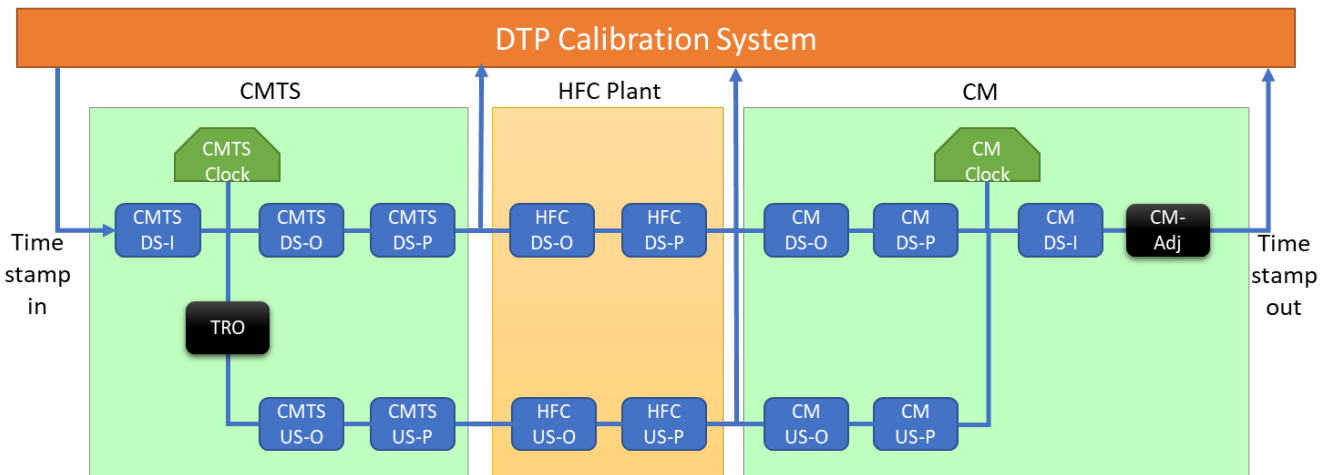 DTP Calibration System
CMTS
HFC Plant
CM
CMTS
Clock
CM
Clock
Time
stamp
in
CMTS
DS-I
CMTS
DS-O
CMTS
DS-P
HFC
DS-O
HFC
DS-P
CM
DS-O
CM
DS-P
CM
DS-I
CM-
Adj
Time
stamp
out
TRO
CMTS
US-O
CMTS
US-P
HFC
US-O
HFC
US-P
CM
US-O
CM
US-P